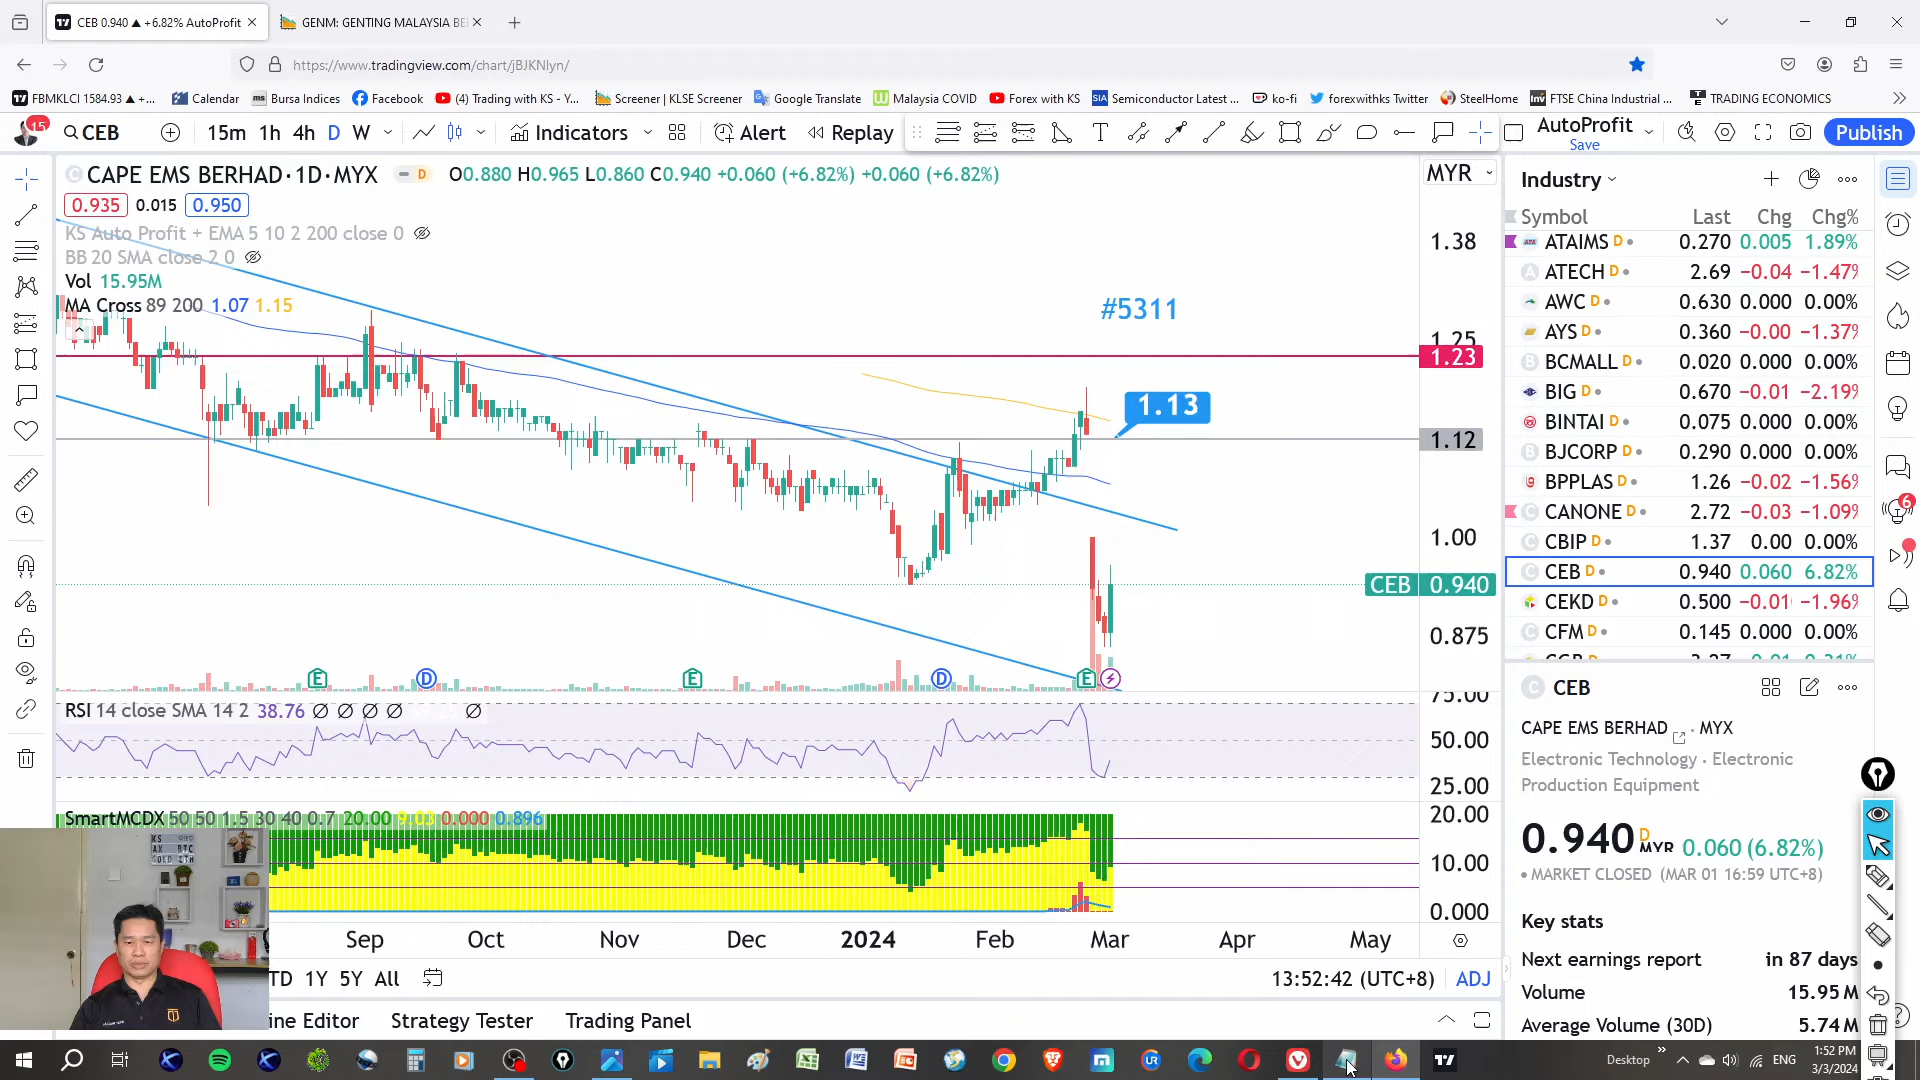 CEB 0.940 ▲ +6.82% AutoProfit
GENM: GENTING MALAYSIA BE
https://www.tradingview.com/chart/jBJKNlyn/
FBMKLCI 1584.93 ▲ +...
Calendar
Bursa Indices
Facebook
(4) Trading with KS - Y...
Screener | KLSE Screener
Google Translate
Malaysia COVID
Forex with KS
Semiconductor Latest ...
ko-fi
forexwithks Twitter
SteelHome
FTSE China Industrial ...
TRADING ECONOMICS
15
CEB
15m 1h 4h D W
Indicators
Alert
Replay
AutoProfit
Save
Publish
CAPE EMS BERHAD · 1D · MYX
D
O0.880 H0.965 L0.860 C0.940 +0.060 (+6.82%) +0.060 (+6.82%)
0.935 0.015 0.950
KS Auto Profit + EMA 5 10 2 200 close 0
BB 20 SMA close 2 0
Vol 15.95M
MA Cross 89 200 1.07 1.15
#5311
1.13
MYR
1.38
1.25
1.23
1.12
1.00
CEB 0.940
0.875
E D E D E
RSI 14 close SMA 14 2 38.76 Ø Ø Ø Ø Ø
75.00
50.00
25.00
SmartMCDX 50 50 1.5 30 40 0.7 20.00 9.03 0.000 0.896
20.00
10.00
0.000
Sep Oct Nov Dec 2024 Feb Mar Apr May
TD 1Y 5Y All
13:52:42 (UTC+8) ADJ
ine Editor Strategy Tester Trading Panel
Industry
Symbol Last Chg Chg%
ATAIMS D 0.270 0.005 1.89%
ATECH D 2.69 −0.04 −1.47%
AWC D 0.630 0.000 0.00%
AYS D 0.360 −0.00 −1.37%
BCMALL D 0.020 0.000 0.00%
BIG D 0.670 −0.01 −2.19%
BINTAI D 0.075 0.000 0.00%
BJCORP D 0.290 0.000 0.00%
BPPLAS D 1.26 −0.02 −1.56%
CANONE D 2.72 −0.03 −1.09%
CBIP D 1.37 0.00 0.00%
CEB D 0.940 0.060 6.82%
CEKD D 0.500 −0.01 −1.96%
CFM D 0.145 0.000 0.00%
CEB
CAPE EMS BERHAD · MYX
Electronic Technology · Electronic
Production Equipment
0.940 D MYR 0.060 (6.82%)
MARKET CLOSED (MAR 01 16:59 UTC+8)
Key stats
Next earnings report in 87 days
Volume 15.95M
Average Volume (30D) 5.74M
6
Desktop
ENG
1:52 PM
3/3/2024